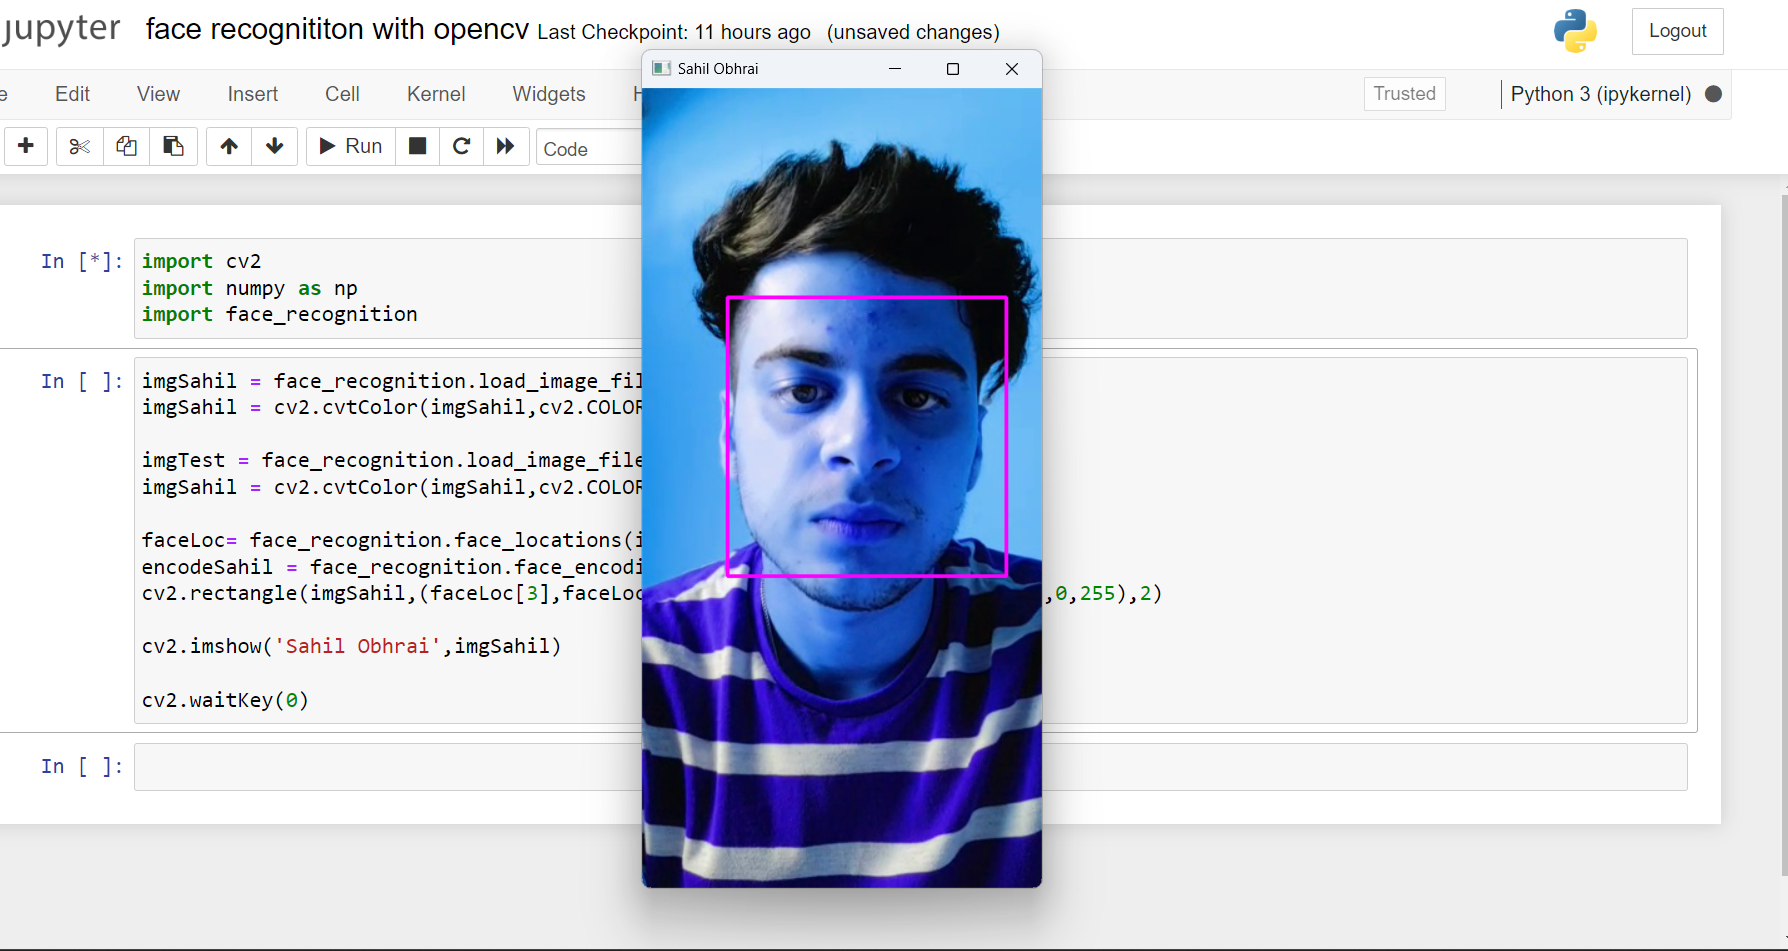 jupyter face recognititon with opencv Last Checkpoint: 11 hours ago (unsaved changes)
Logout
Sahil Obhrai
e Edit View Insert Cell Kernel Widgets H
Trusted
Python 3 (ipykernel)
Run
Code
In [*]: import cv2
import numpy as np
import face_recognition
In [ ]: imgSahil = face_recognition.load_image_fil
imgSahil = cv2.cvtColor(imgSahil,cv2.COLOR
imgTest = face_recognition.load_image_file
imgSahil = cv2.cvtColor(imgSahil,cv2.COLOR
faceLoc= face_recognition.face_locations(i
encodeSahil = face_recognition.face_encodi
cv2.rectangle(imgSahil,(faceLoc[3],faceLoc ,0,255),2)
cv2.imshow('Sahil Obhrai',imgSahil)
cv2.waitKey(0)
In [ ]: